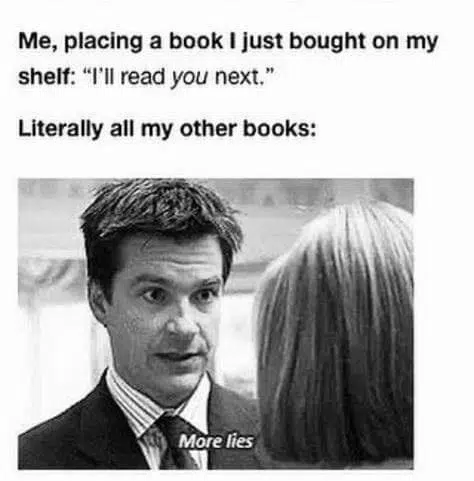 Me, placing a book I just bought on my
shelf: “I’ll read you next.”
Literally all my other books:
More lies